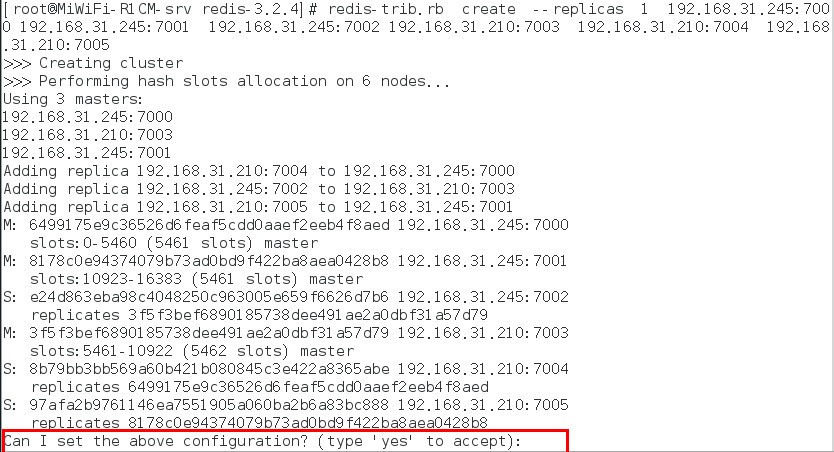 [root@MiWiFi-R1CM-srv redis-3.2.4]# redis-trib.rb  create  --replicas  1  192.168.31.245:700
0 192.168.31.245:7001  192.168.31.245:7002 192.168.31.210:7003  192.168.31.210:7004  192.168
.31.210:7005
>>> Creating cluster
>>> Performing hash slots allocation on 6 nodes...
Using 3 masters:
192.168.31.245:7000
192.168.31.210:7003
192.168.31.245:7001
Adding replica 192.168.31.210:7004 to 192.168.31.245:7000
Adding replica 192.168.31.245:7002 to 192.168.31.210:7003
Adding replica 192.168.31.210:7005 to 192.168.31.245:7001
M: 6499175e9c36526d6feaf5cdd0aaef2eeb4f8aed 192.168.31.245:7000
slots:0-5460 (5461 slots) master
M: 8178c0e94374079b73ad0bd9f422ba8aea0428b8 192.168.31.245:7001
slots:10923-16383 (5461 slots) master
S: e24d863eba98c4048250c963005e659f6626d7b6 192.168.31.245:7002
replicates 3f5f3bef6890185738dee491ae2a0dbf31a57d79
M: 3f5f3bef6890185738dee491ae2a0dbf31a57d79 192.168.31.210:7003
slots:5461-10922 (5462 slots) master
S: 8b79bb3bb569a60b421b080845c3e422a8365abe 192.168.31.210:7004
replicates 6499175e9c36526d6feaf5cdd0aaef2eeb4f8aed
S: 97afa2b9761146ea7551905a060ba2b6a83bc888 192.168.31.210:7005
replicates 8178c0e94374079b73ad0bd9f422ba8aea0428b8
Can I set the above configuration? (type 'yes' to accept):